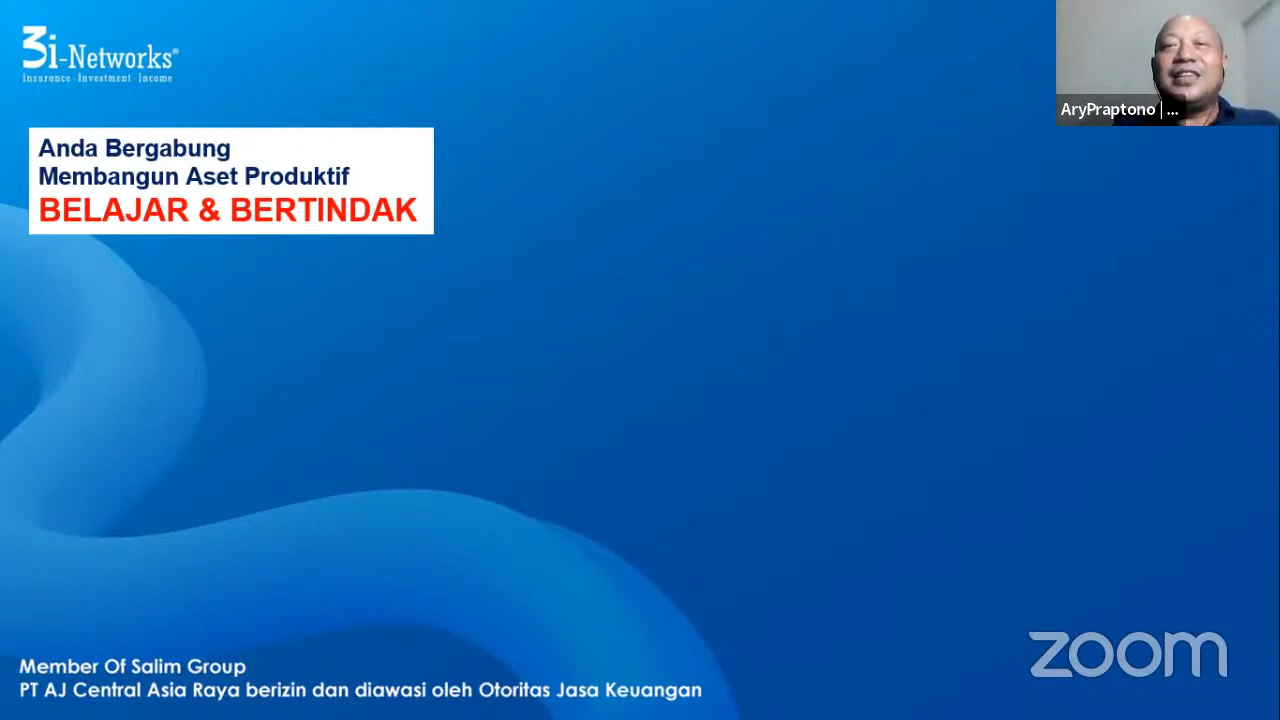 3i-Networks®
Insurance · Investment · Income
AryPraptono | ...
Anda Bergabung
Membangun Aset Produktif
BELAJAR & BERTINDAK
zoom
Member Of Salim Group
PT AJ Central Asia Raya berizin dan diawasi oleh Otoritas Jasa Keuangan